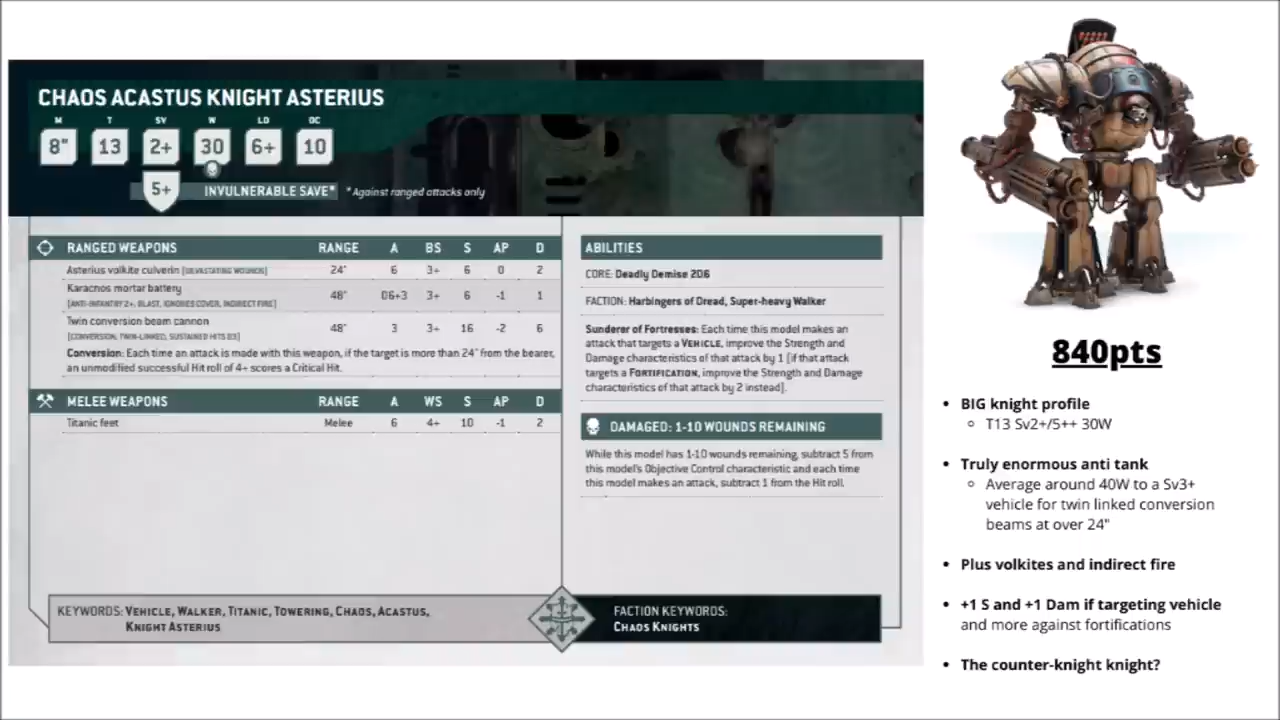 CHAOS ACASTUS KNIGHT ASTERIUS
M T SV W LD OC
8" 13 2+ 30 6+ 10
5+ INVULNERABLE SAVE* *Against ranged attacks only
RANGED WEAPONS RANGE A BS S AP D
Asterius volkite culverin [DEVASTATING WOUNDS] 24" 6 3+ 6 0 2
Karacnos mortar battery
[ANTI-INFANTRY 2+, BLAST, IGNORES COVER, INDIRECT FIRE] 48" D6+3 3+ 6 -1 1
Twin conversion beam cannon
[CONVERSION, TWIN-LINKED, SUSTAINED HITS D3] 48" 3 3+ 16 -2 6
Conversion: Each time an attack is made with this weapon, if the target is more than 24" from the bearer,
an unmodified successful Hit roll of 4+ scores a Critical Hit.
MELEE WEAPONS RANGE A WS S AP D
Titanic feet Melee 6 4+ 10 -1 2
ABILITIES
CORE: Deadly Demise 2D6
FACTION: Harbingers of Dread, Super-heavy Walker
Sunderer of Fortresses: Each time this model makes an
attack that targets a VEHICLE, improve the Strength and
Damage characteristics of that attack by 1 [if that attack
targets a FORTIFICATION, improve the Strength and Damage
characteristics of that attack by 2 instead].
DAMAGED: 1-10 WOUNDS REMAINING
While this model has 1-10 wounds remaining, subtract 5 from
this model's Objective Control characteristic and each time
this model makes an attack, subtract 1 from the Hit roll.
KEYWORDS: VEHICLE, WALKER, TITANIC, TOWERING, CHAOS, ACASTUS,
KNIGHT ASTERIUS
FACTION KEYWORDS:
CHAOS KNIGHTS
840pts
• BIG knight profile
○ T13 Sv2+/5++ 30W
• Truly enormous anti tank
○ Average around 40W to a Sv3+
vehicle for twin linked conversion
beams at over 24"
• Plus volkites and indirect fire
• +1 S and +1 Dam if targeting vehicle
and more against fortifications
• The counter-knight knight?